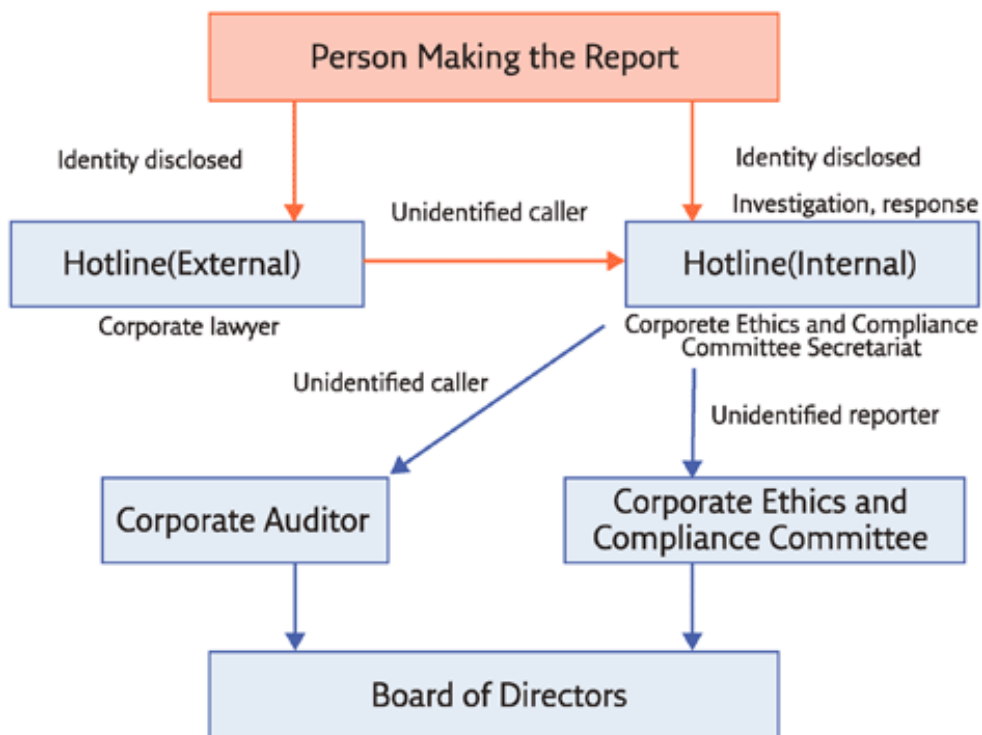 Person Making the Report
Identity disclosed
Identity disclosed
Unidentified caller
Investigation, response
Hotline(External)
Hotline(Internal)
Corporate lawyer
Corporete Ethics and Compliance
Committee Secretariat
Unidentified caller
Unidentified reporter
Corporate Auditor
Corporate Ethics and
Compliance Committee
Board of Directors